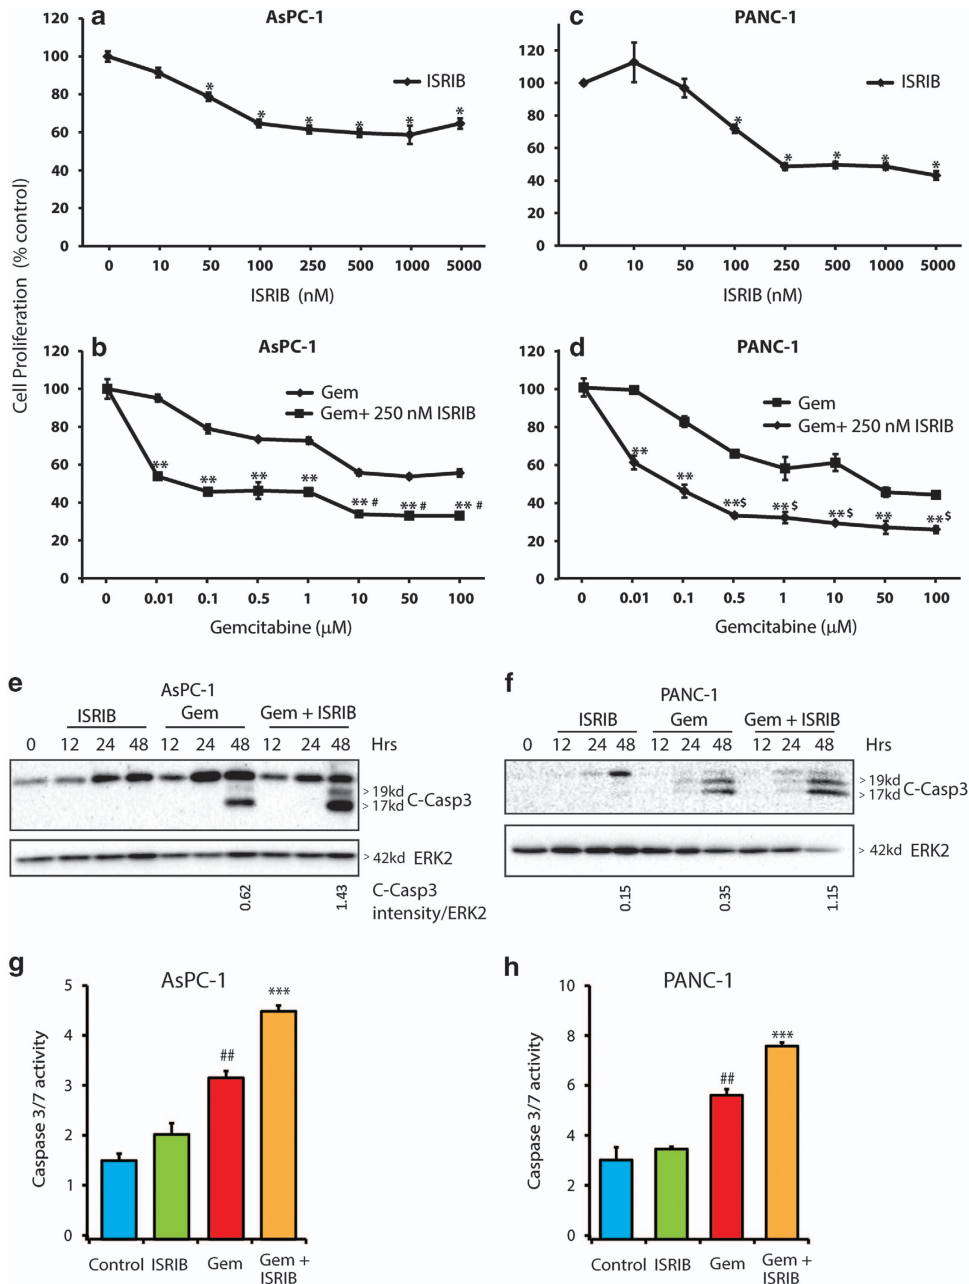 Cell Proliferation (% control)
a
AsPC-1
120
100
80
60
40
20
0
ISRIB
*
*
*
*
*
*
0 10 50 100 250 500 1000 5000
ISRIB (nM)
c
PANC-1
120
100
80
60
40
20
0
ISRIB
*
*
*
*
*
0 10 50 100 250 500 1000 5000
ISRIB (nM)
b
AsPC-1
120
100
80
60
40
20
0
Gem
Gem+ 250 nM ISRIB
** ** ** ** **# **# **#
0 0.01 0.1 0.5 1 10 50 100
Gemcitabine (μM)
d
PANC-1
120
100
80
60
40
20
0
Gem
Gem+ 250 nM ISRIB
** ** **$ **$ **$ ** **$
0 0.01 0.1 0.5 1 10 50 100
Gemcitabine (μM)
e
AsPC-1
ISRIB Gem Gem + ISRIB
0 12 24 48 12 24 48 12 24 48 Hrs
> 19kd
> 17kd
C-Casp3
> 42kd ERK2
0.62
1.43
C-Casp3
intensity/ERK2
f
PANC-1
ISRIB Gem Gem + ISRIB
0 12 24 48 12 24 48 12 24 48 Hrs
> 19kd
> 17kd
C-Casp3
> 42kd ERK2
0.15
0.35
1.15
g
AsPC-1
Caspase 3/7 activity
5
4
3
2
1
0
##
***
Control ISRIB Gem Gem +
ISRIB
h
PANC-1
Caspase 3/7 activity
10
8
6
4
2
0
##
***
Control ISRIB Gem Gem +
ISRIB